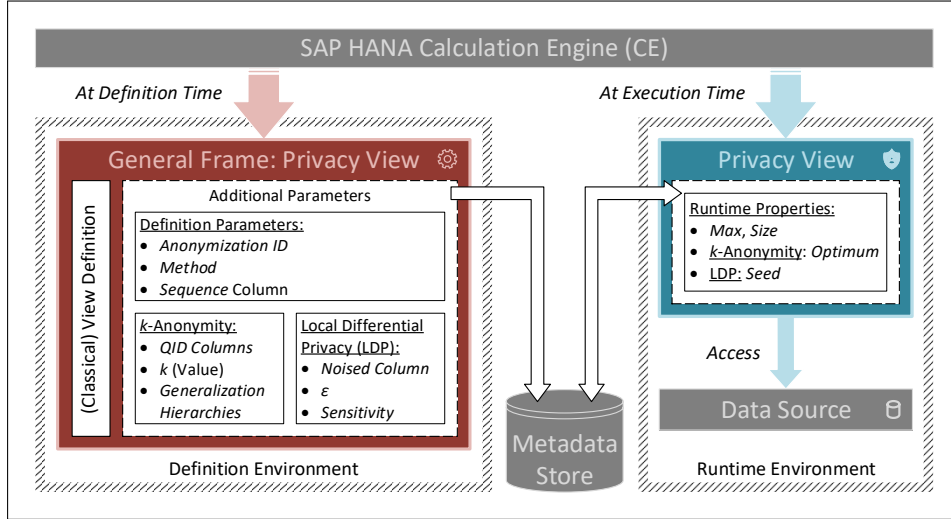 SAP HANA Calculation Engine (CE)
At Definition Time
At Execution Time
General Frame: Privacy View
(Classical) View Definition
Additional Parameters
Definition Parameters:
• Anonymization ID
• Method
• Sequence Column
k-Anonymity:
• QID Columns
• k (Value)
• Generalization
Hierarchies
Local Differential
Privacy (LDP):
• Noised Column
• ε
• Sensitivity
Definition Environment
Metadata
Store
Privacy View
Runtime Properties:
• Max, Size
• k-Anonymity: Optimum
• LDP: Seed
Access
Data Source
Runtime Environment